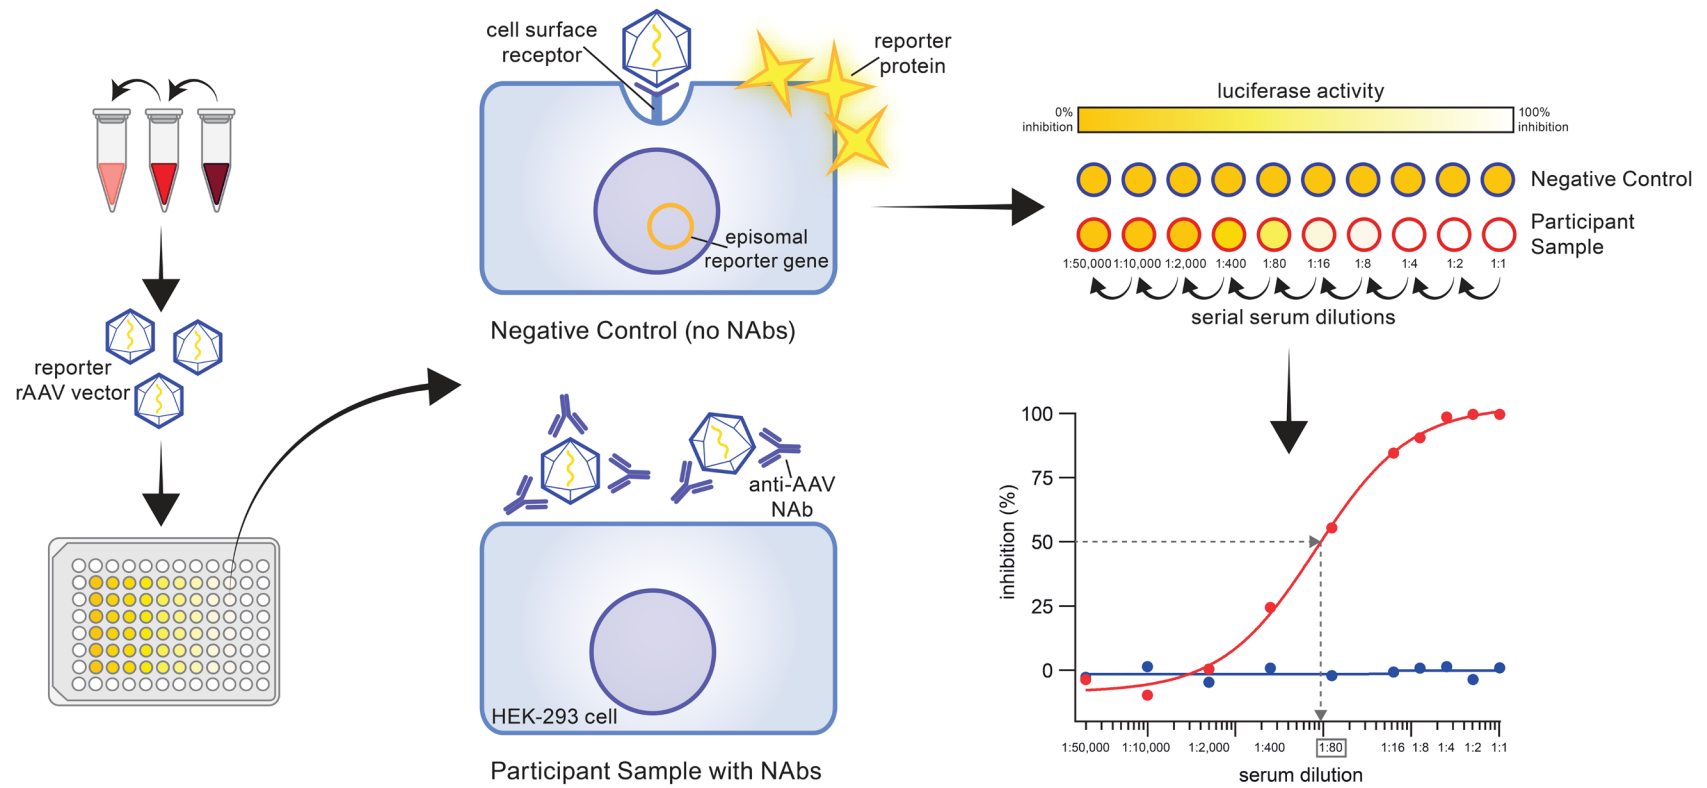 reporter
rAAV vector
cell surface
receptor
reporter
protein
episomal
reporter gene
Negative Control (no NAbs)
anti-AAV
NAb
HEK-293 cell
Participant Sample with NAbs
luciferase activity
0%
inhibition
100%
inhibition
Negative Control
Participant
Sample
1:50,000 1:10,000 1:2,000 1:400 1:80 1:16 1:8 1:4 1:2 1:1
serial serum dilutions
inhibition (%)
100
75
50
25
0
1:50,000 1:10,000 1:2,000 1:400 1:80 1:16 1:8 1:4 1:2 1:1
serum dilution